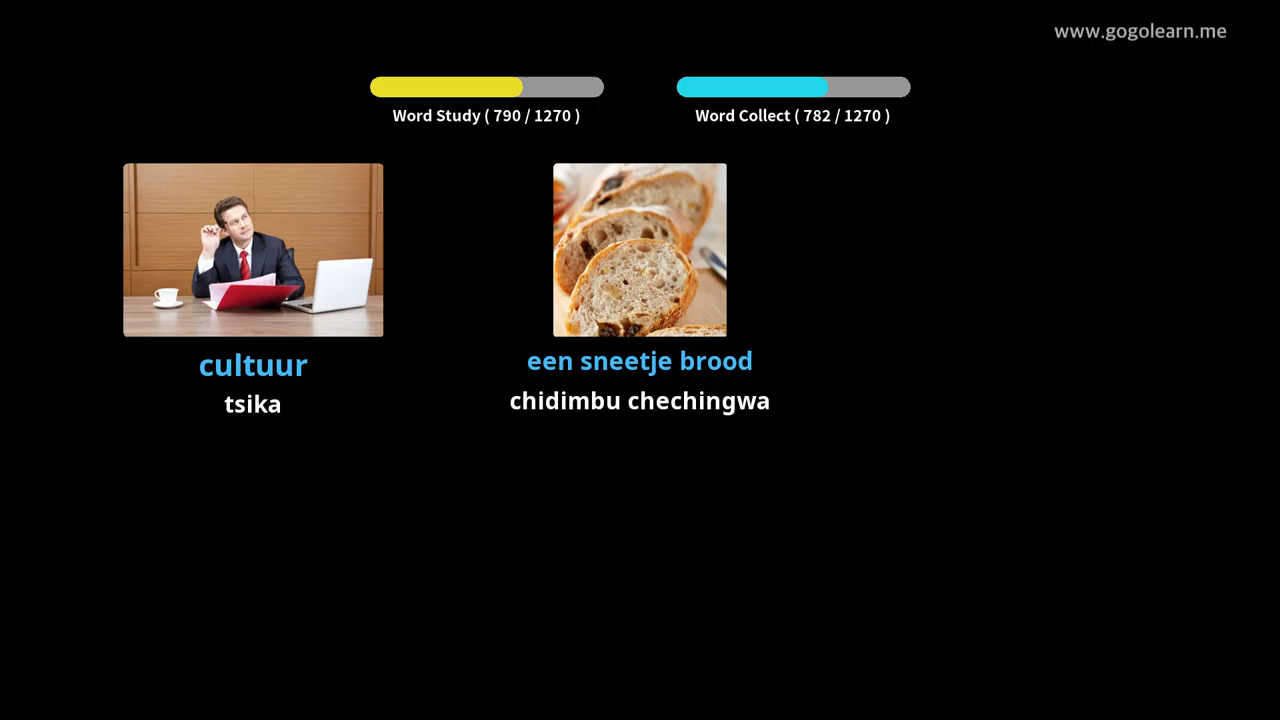 www.gogolearn.me
Word Study ( 790 / 1270 )
Word Collect ( 782 / 1270 )
cultuur
tsika
een sneetje brood
chidimbu chechingwa